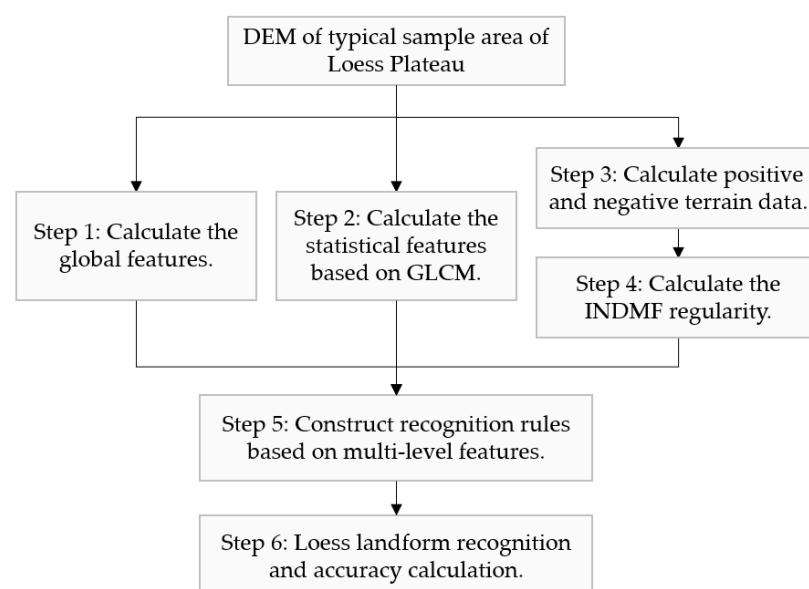 DEM of typical sample area of
Loess Plateau
Step 1: Calculate the
global features.
Step 2: Calculate the
statistical features
based on GLCM.
Step 3: Calculate positive
and negative terrain data.
Step 4: Calculate the
INDMF regularity.
Step 5: Construct recognition rules
based on multi-level features.
Step 6: Loess landform recognition
and accuracy calculation.